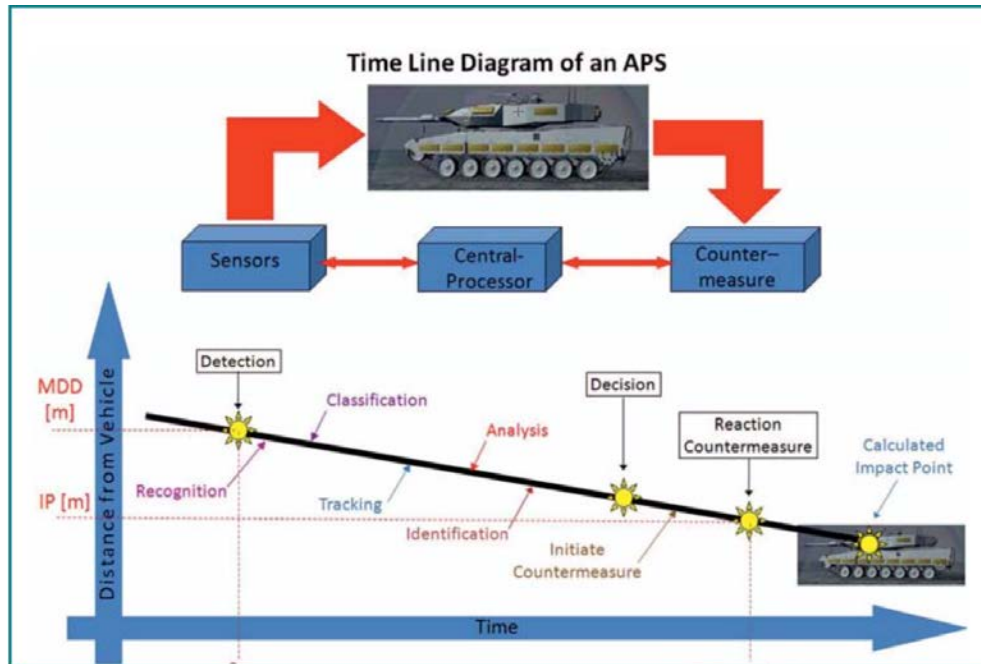 Time Line Diagram of an APS
Sensors
Central-
Processor
Counter–
measure
Distance from Vehicle
MDD
[m]
IP [m]
Detection
Recognition
Classification
Tracking
Analysis
Identification
Decision
Initiate
Countermeasure
Reaction
Countermeasure
Calculated
Impact Point
Time